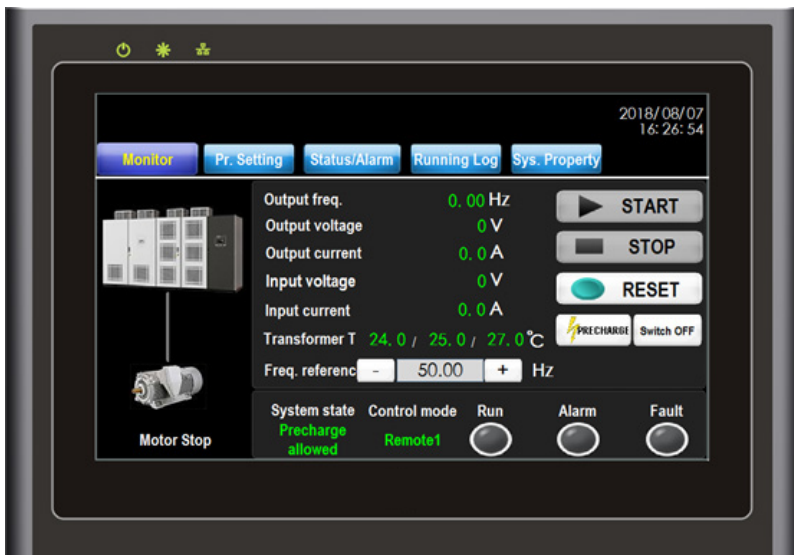 2018/08/07
16:26:54
Monitor Pr. Setting Status/Alarm Running Log Sys. Property
Output freq. 0.00 Hz
START
Output voltage 0 V
Output current 0.0 A
STOP
Input voltage 0 V
RESET
Input current 0.0 A
PRECHARGE Switch OFF
Transformer T 24.0 / 25.0 / 27.0 ℃
Freq. referenc - 50.00 + Hz
System state Control mode Run Alarm Fault
Precharge
allowed
Remote1
Motor Stop